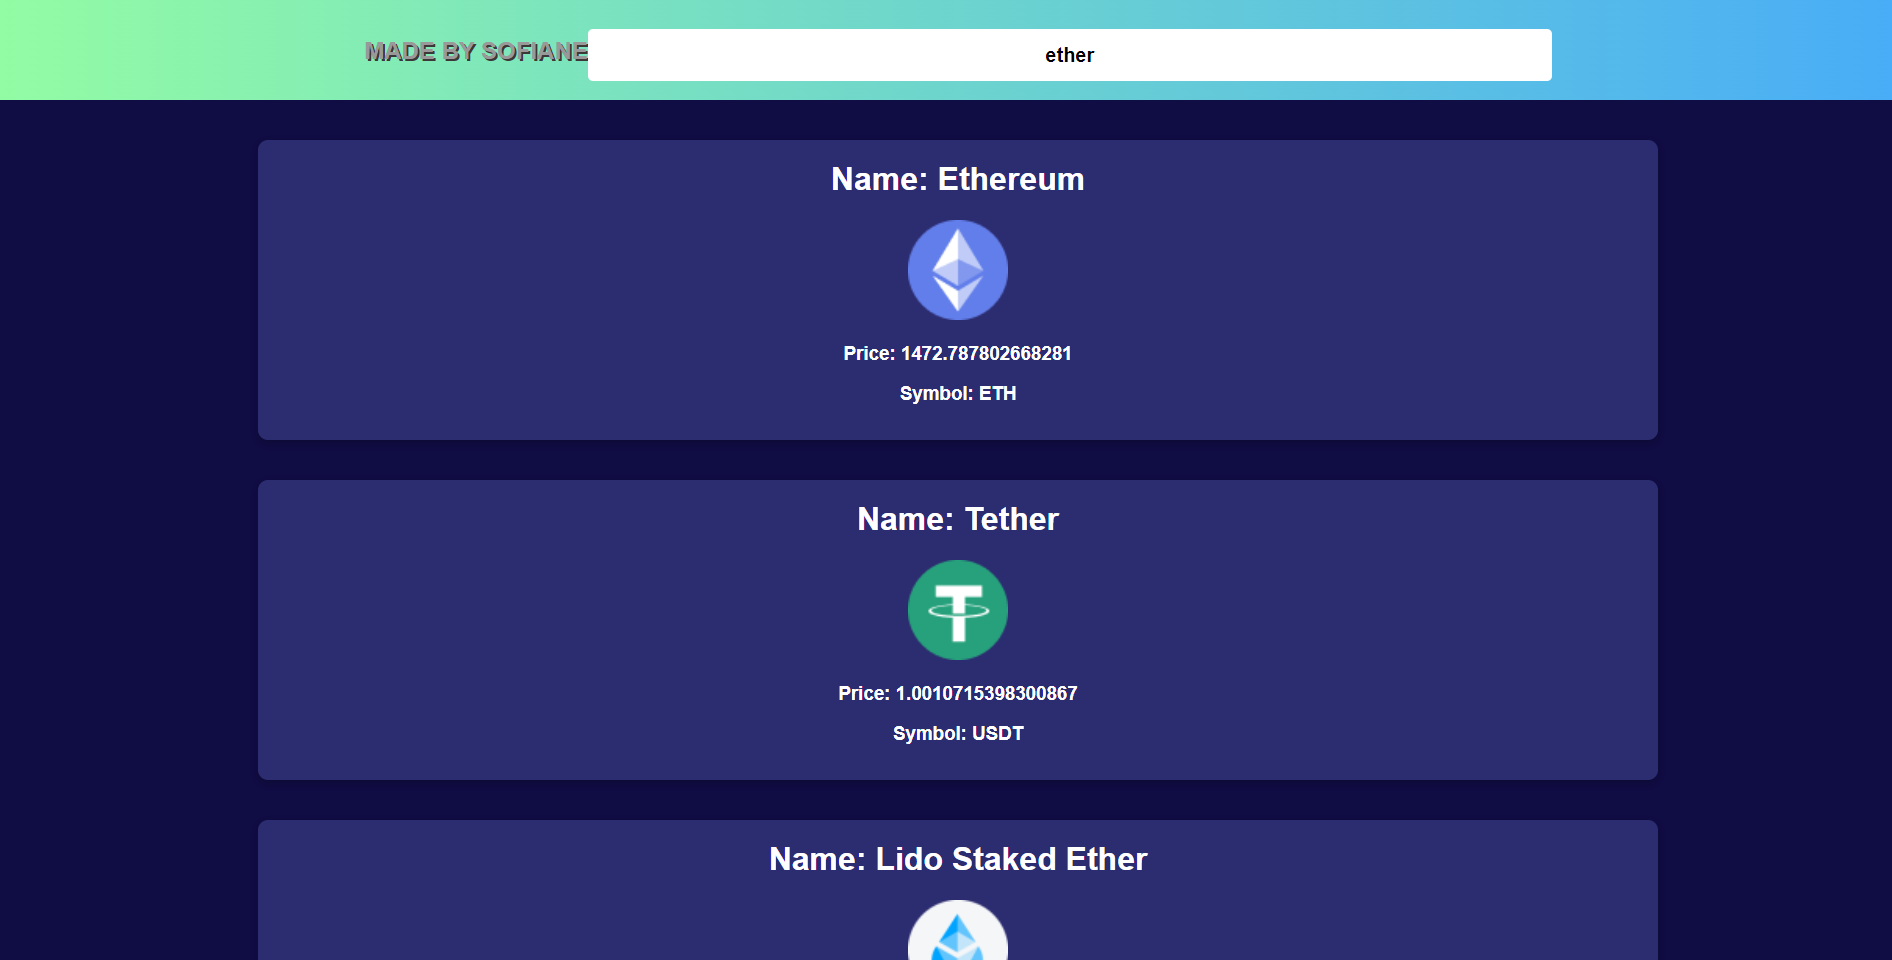 MADE BY SOFIANE
ether
Name: Ethereum
Price: 1472.787802668281
Symbol: ETH
Name: Tether
Price: 1.0010715398300867
Symbol: USDT
Name: Lido Staked Ether